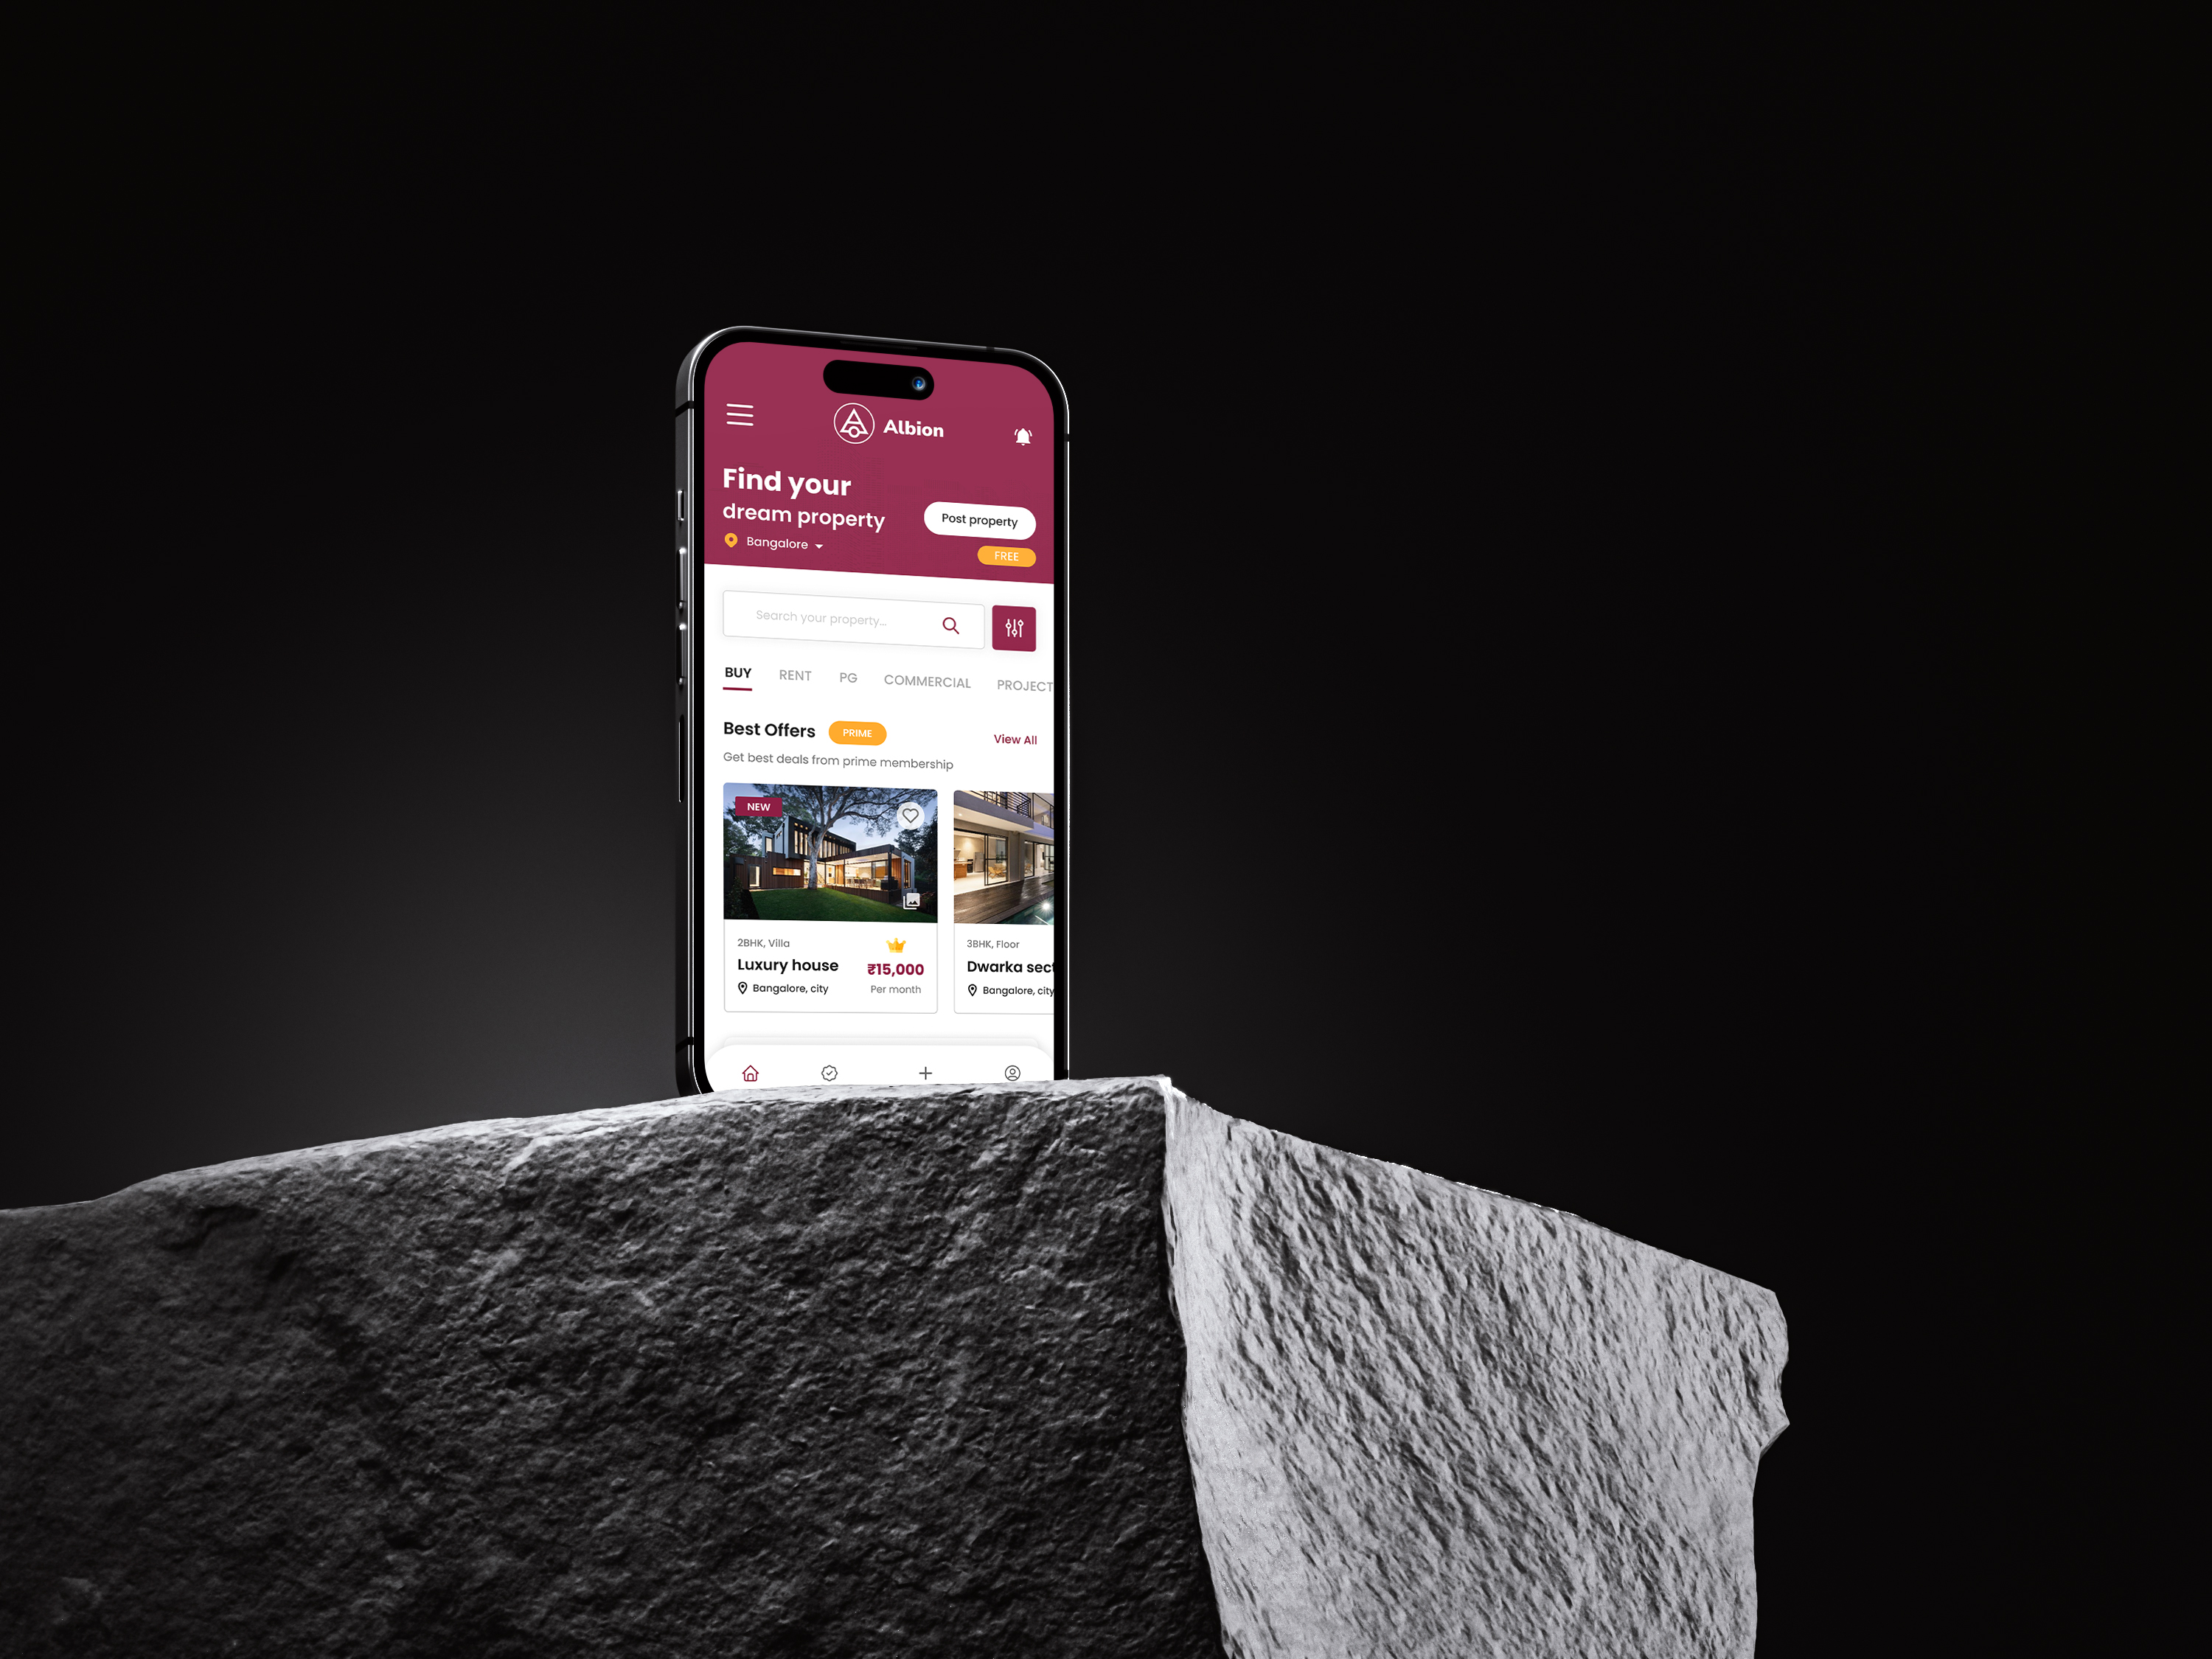 Albion
Find your
dream property
Post property
Bangalore
FREE
Search your property...
BUY RENT PG COMMERCIAL PROJECT
Best Offers PRIME View All
Get best deals from prime membership
NEW
2BHK, Villa
Luxury house ₹15,000
Bangalore, city Per month
3BHK, Floor
Dwarka sect
Bangalore, city